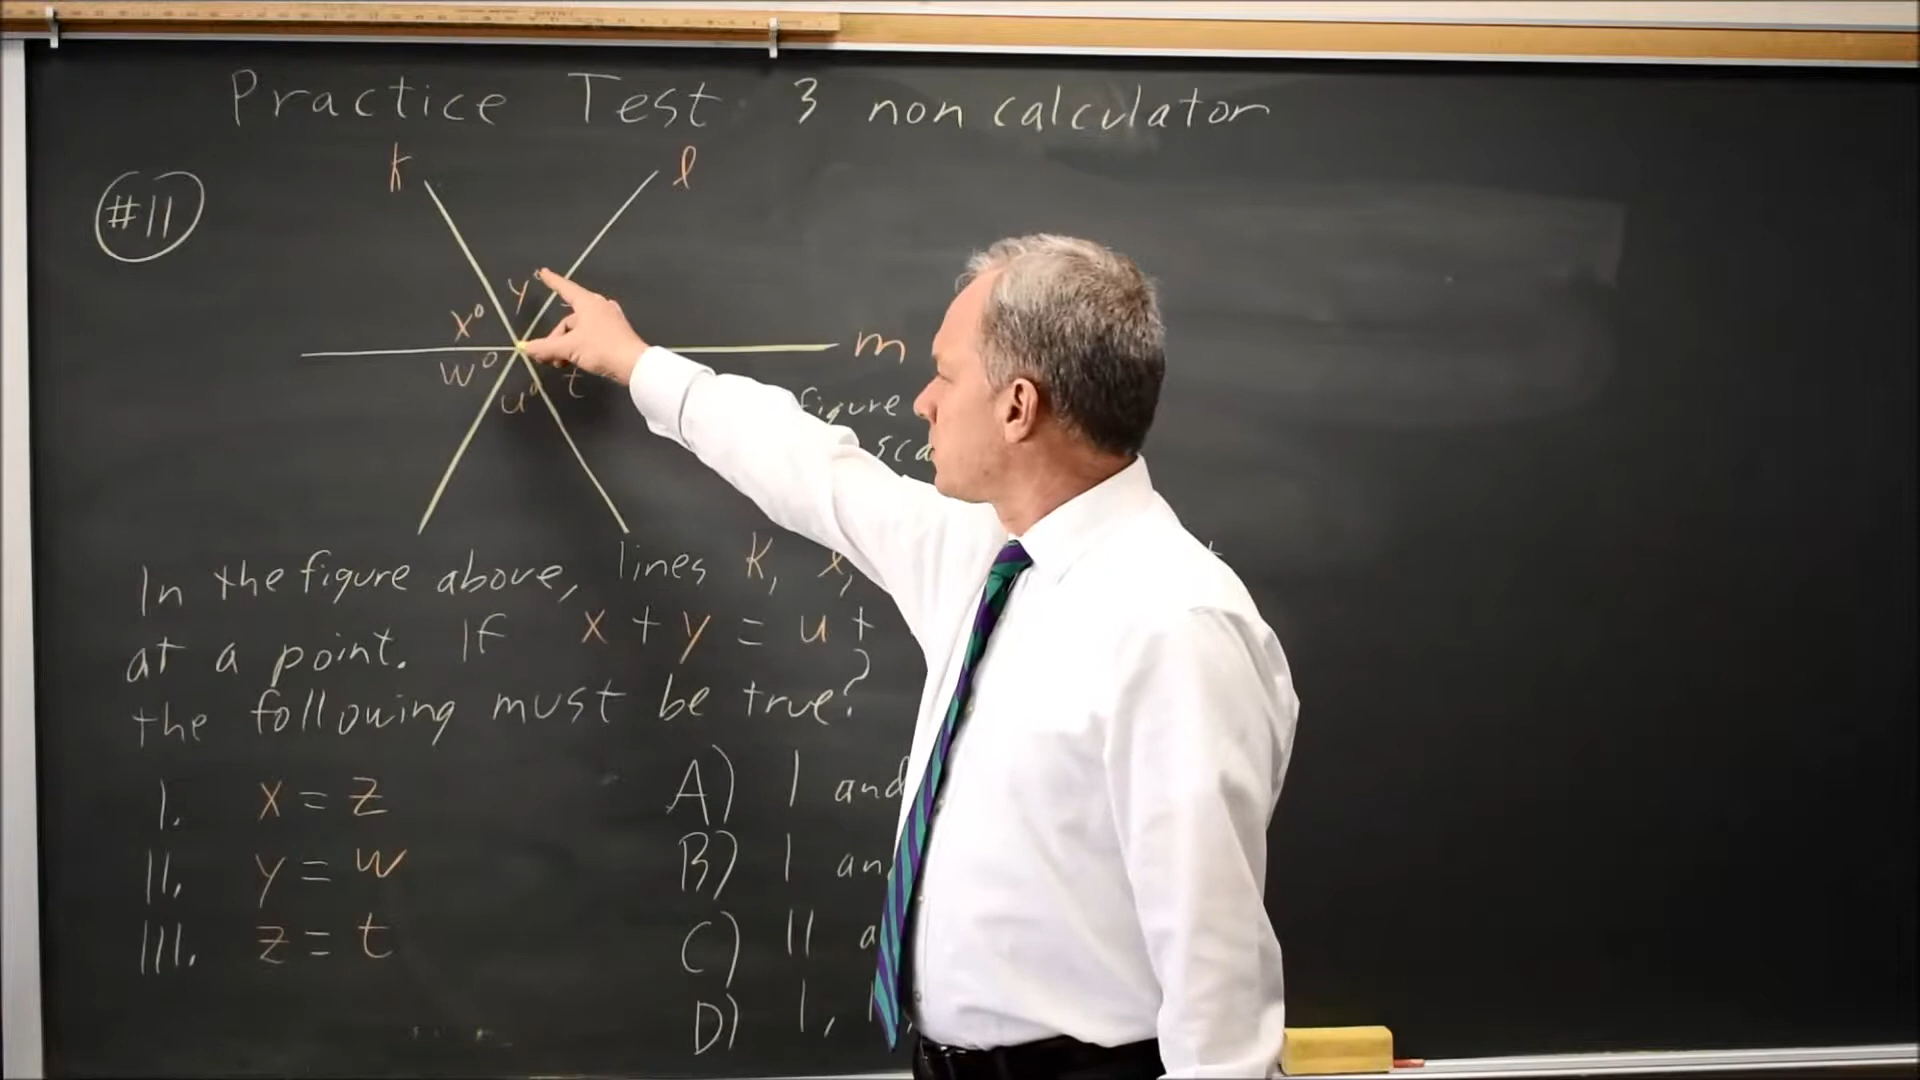 Practice Test 3 non calculator
#11
k
l
y°
x°
m
w°
t
u°
figure
In the figure above, lines k, l,
at a point. If x + y = u +
the following must be true?
I. x = z
II. y = w
III. z = t
A) I and
B) I
C) II
D) I,